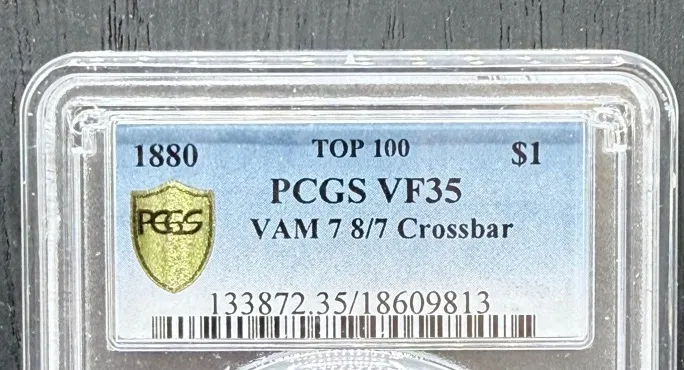 1880 TOP 100 $1
PCGS VF35
VAM 7 8/7 Crossbar
PCGS
133872.35/18609813